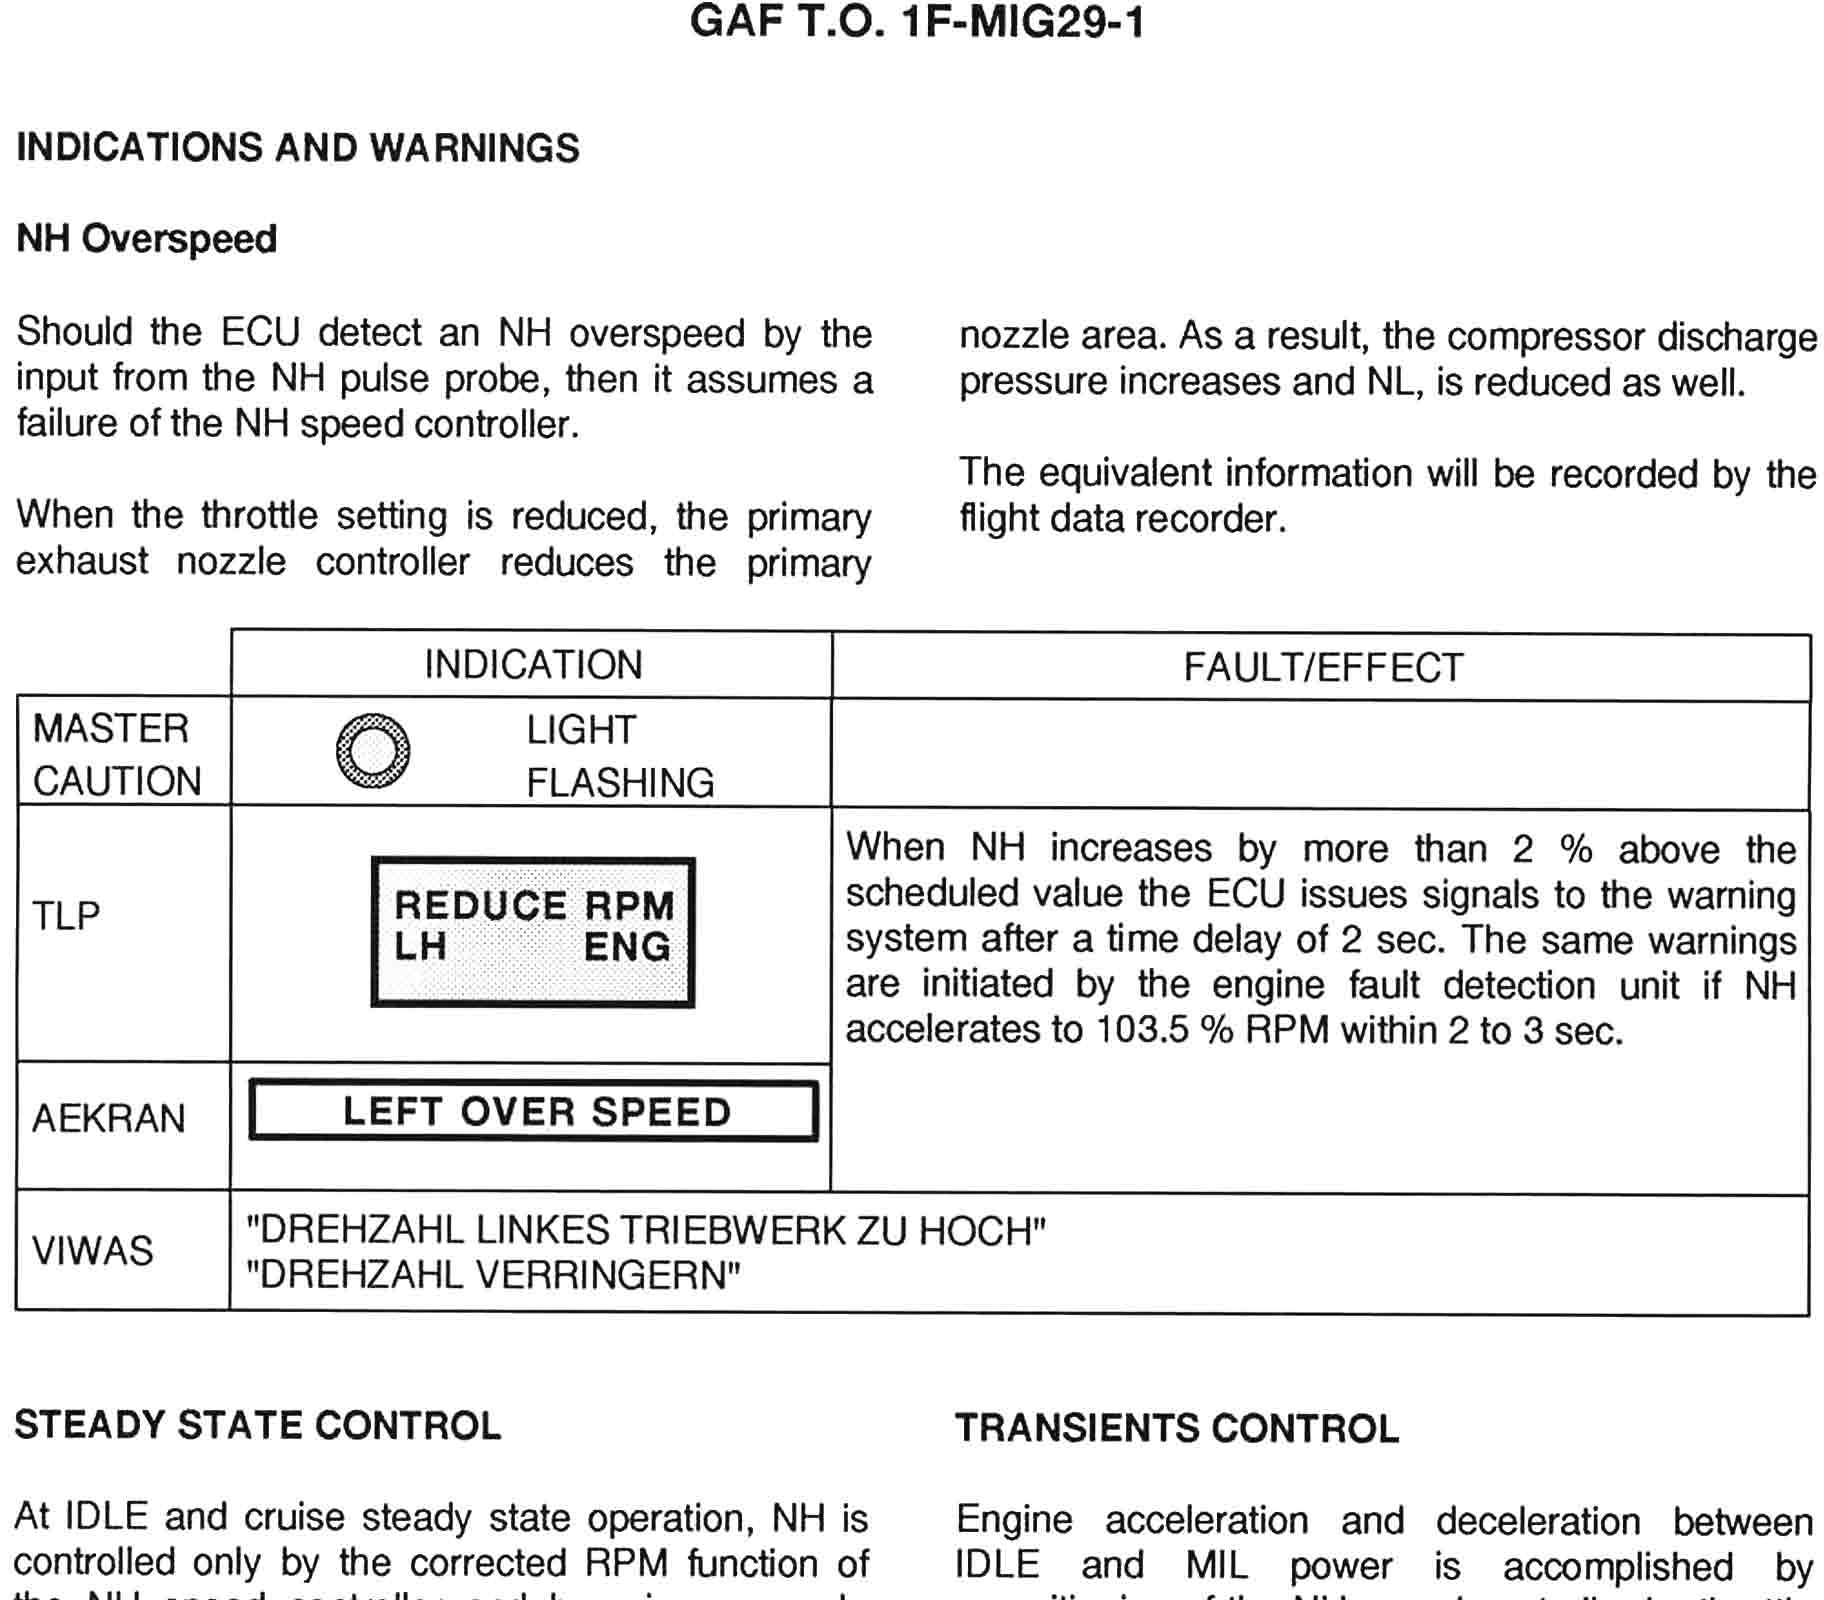 GAF T.O. 1F-MIG29-1
INDICATIONS AND WARNINGS
NH Overspeed
Should the ECU detect an NH overspeed by the
input from the NH pulse probe, then it assumes a
failure of the NH speed controller.
When the throttle setting is reduced, the primary
exhaust nozzle controller reduces the primary
nozzle area. As a result, the compressor discharge
pressure increases and NL, is reduced as well.
The equivalent information will be recorded by the
flight data recorder.
INDICATION
FAULT/EFFECT
MASTER
CAUTION
LIGHT
FLASHING
TLP
REDUCE RPM
LH ENG
When NH increases by more than 2 % above the
scheduled value the ECU issues signals to the warning
system after a time delay of 2 sec. The same warnings
are initiated by the engine fault detection unit if NH
accelerates to 103.5 % RPM within 2 to 3 sec.
AEKRAN
LEFT OVER SPEED
VIWAS
"DREHZAHL LINKES TRIEBWERK ZU HOCH"
"DREHZAHL VERRINGERN"
STEADY STATE CONTROL
At IDLE and cruise steady state operation, NH is
controlled only by the corrected RPM function of
the NH speed controller and
TRANSIENTS CONTROL
Engine acceleration and deceleration between
IDLE and MIL power is accomplished by
of the NH